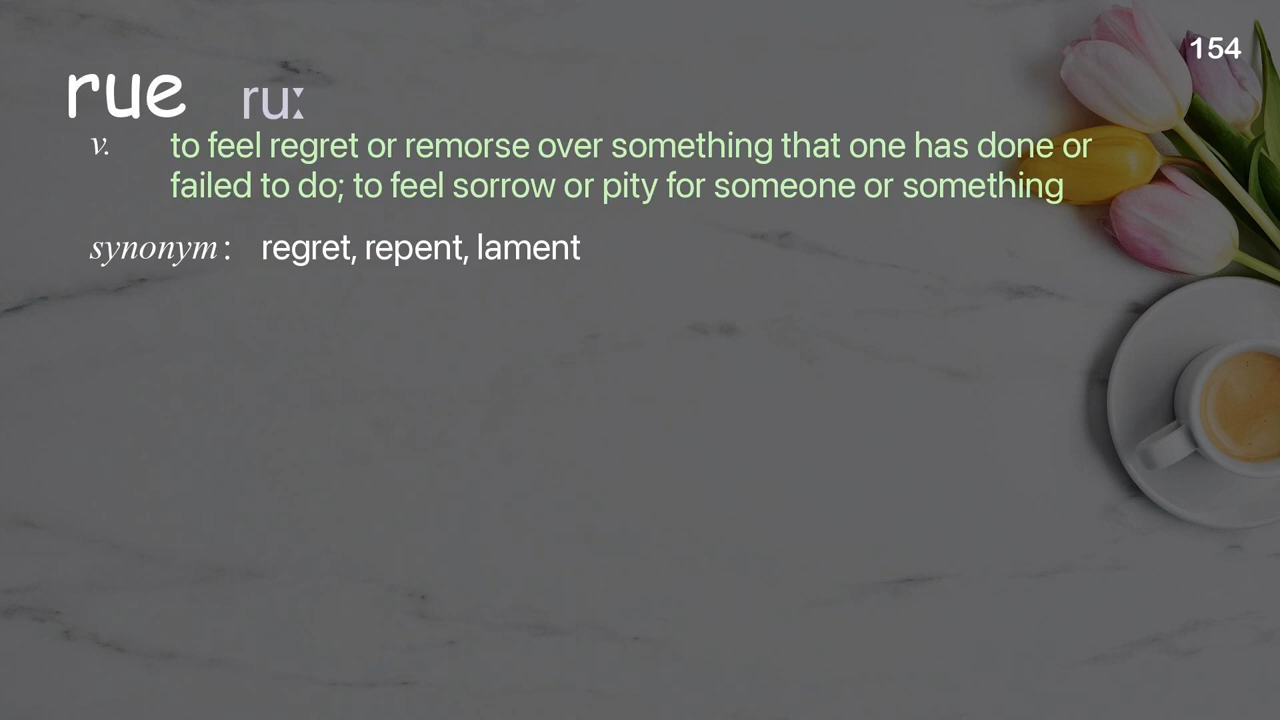 154
rue ruː
v. to feel regret or remorse over something that one has done or
failed to do; to feel sorrow or pity for someone or something
synonym : regret, repent, lament